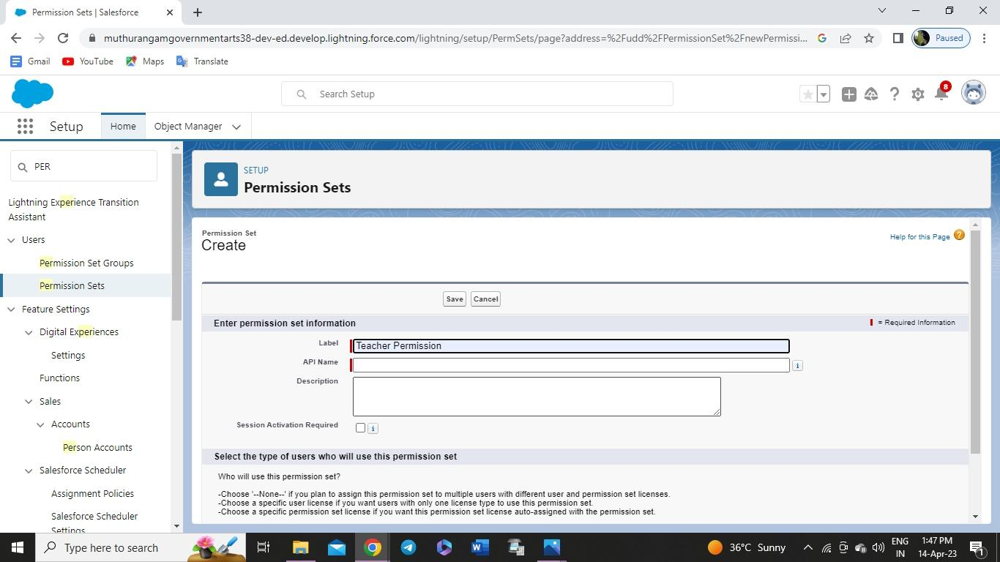 Permission Sets | Salesforce
muthurangamgovernmentarts38-dev-ed.develop.lightning.force.com/lightning/setup/PermSets/page?address=%2Fudd%2FPermissionSet%2FnewPermissi...
Paused
Gmail
YouTube
Maps
Translate
Search Setup
8
Setup
Home
Object Manager
PER
Lightning Experience Transition
Assistant
Users
Permission Set Groups
Permission Sets
Feature Settings
Digital Experiences
Settings
Functions
Sales
Accounts
Person Accounts
Salesforce Scheduler
Assignment Policies
Salesforce Scheduler
Settings
SETUP
Permission Sets
Permission Set
Create
Help for this Page
Save
Cancel
Enter permission set information
= Required Information
Label
Teacher Permission
API Name
Description
Session Activation Required
Select the type of users who will use this permission set
Who will use this permission set?
-Choose '--None--' if you plan to assign this permission set to multiple users with different user and permission set licenses.
-Choose a specific user license if you want users with only one license type to use this permission set.
-Choose a specific permission set license if you want this permission set license auto-assigned with the permission set.
Type here to search
36°C Sunny
ENG
IN
1:47 PM
14-Apr-23
1